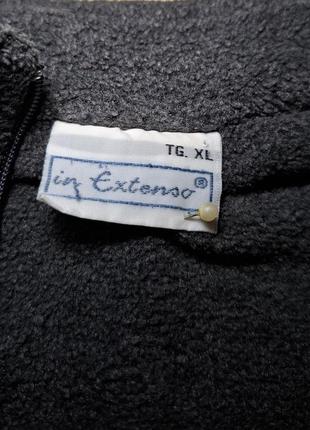 TG. XL
in Extenso®